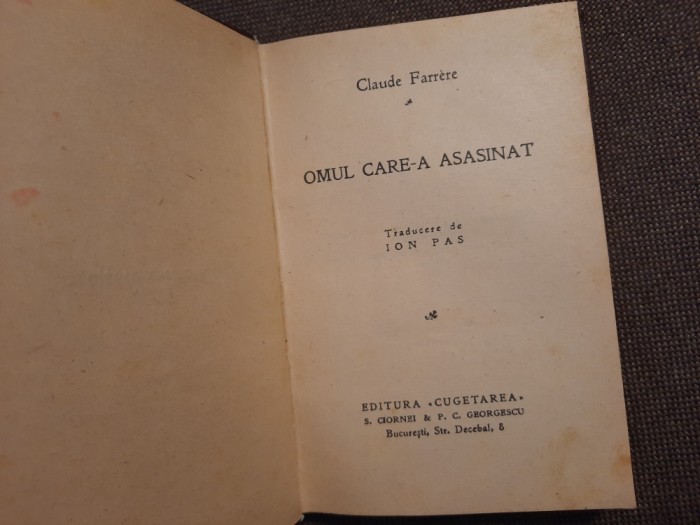 Claude Farrère
OMUL CARE-A ASASINAT
Traducere de
ION PAS
EDITURA «CUGETAREA»
S. CIORNEI & P. C. GEORGESCU
București, Str. Decebal, 8